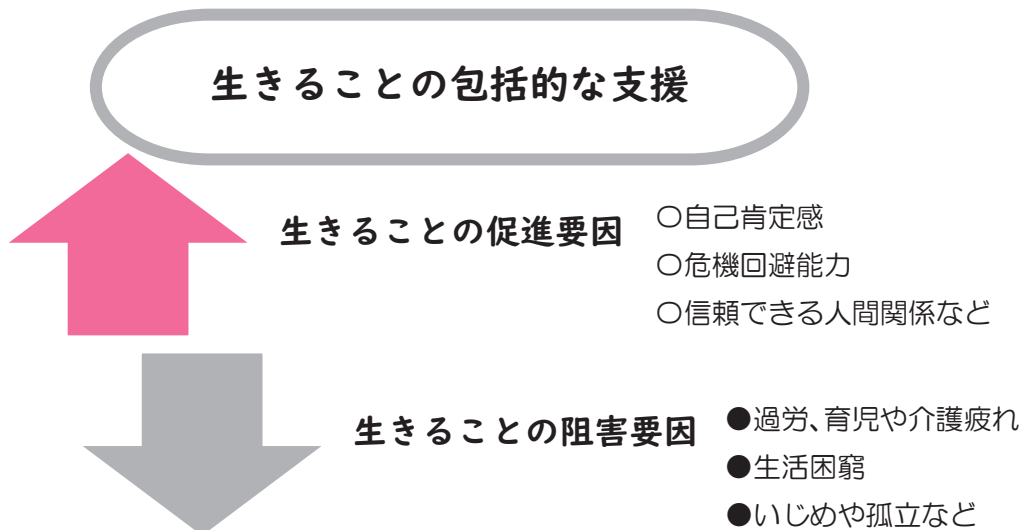 生きることの包括的な支援
生きることの促進要因
〇自己肯定感
〇危機回避能力
〇信頼できる人間関係など
生きることの阻害要因
●過労、育児や介護疲れ
●生活困窮
●いじめや孤立など